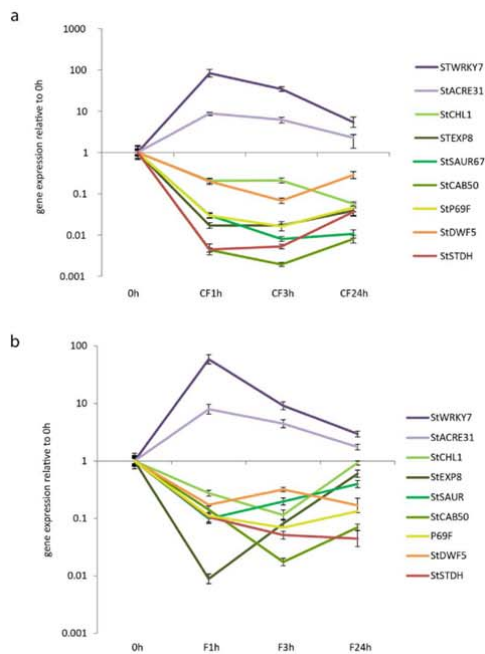 a
1000
100
10
1
0.1
0.01
0.001
gene expression relative to 0h
0h CF1h CF3h CF24h
STWRKY7
StACRE31
StCHL1
STEXP8
StSAUR67
StCAB50
StP69F
StDWF5
StSTDH
b
100
10
1
0.1
0.01
0.001
gene expression relative to 0h
0h F1h F3h F24h
StWRKY7
StACRE31
StCHL1
StEXP8
StSAUR
StCAB50
P69F
StDWF5
StSTDH